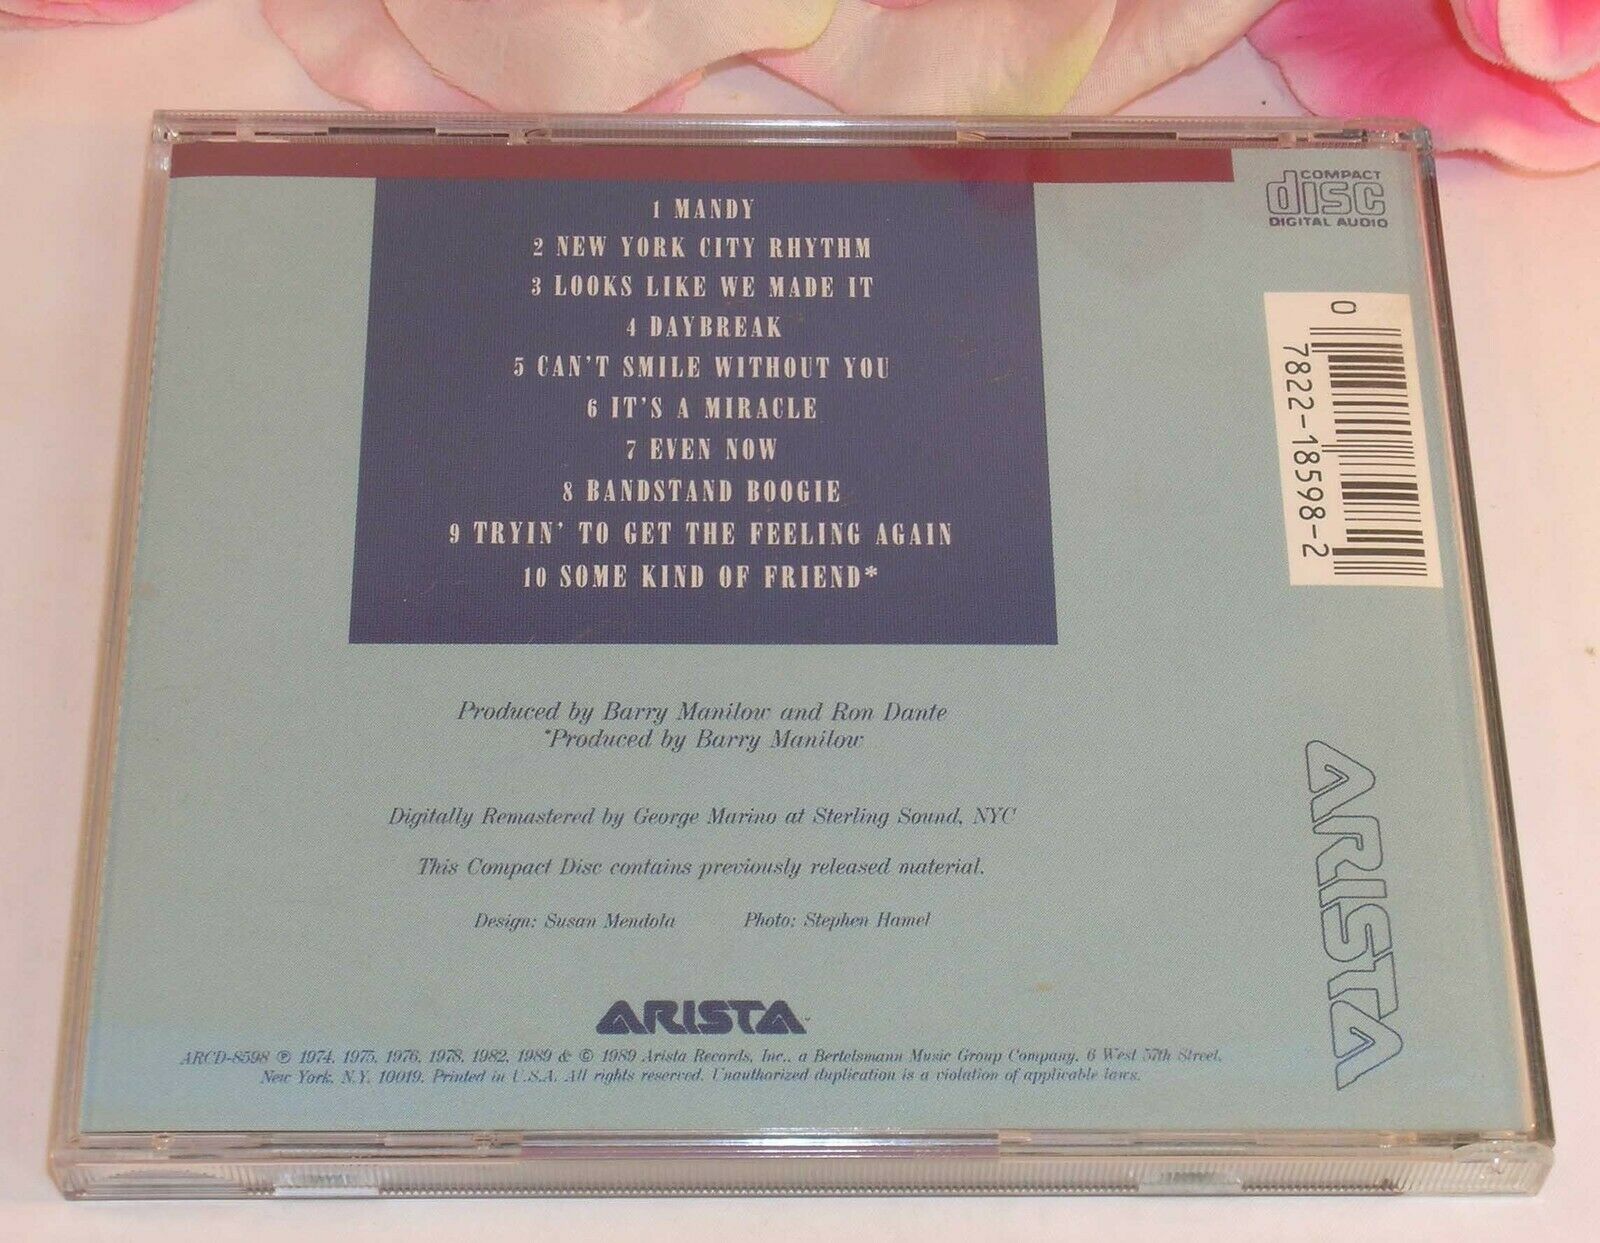 1 MANDY
2 NEW YORK CITY RHYTHM
3 LOOKS LIKE WE MADE IT
4 DAYBREAK
5 CAN'T SMILE WITHOUT YOU
6 IT'S A MIRACLE
7 EVEN NOW
8 BANDSTAND BOOGIE
9 TRYIN' TO GET THE FEELING AGAIN
10 SOME KIND OF FRIEND*
COMPACT
disc
DIGITAL AUDIO
0 7822-18598-2
ARISTA
Produced by Barry Manilow and Ron Dante
*Produced by Barry Manilow
Digitally Remastered by George Marino at Sterling Sound, NYC
This Compact Disc contains previously released material.
Design: Susan Mendola Photo: Stephen Hamel
ARISTA™
ARCD-8598 ℗ 1974, 1975, 1976, 1978, 1982, 1989 & © 1989 Arista Records, Inc., a Bertelsmann Music Group Company, 6 West 57th Street,
New York, N.Y. 10019. Printed in U.S.A. All rights reserved. Unauthorized duplication is a violation of applicable laws.